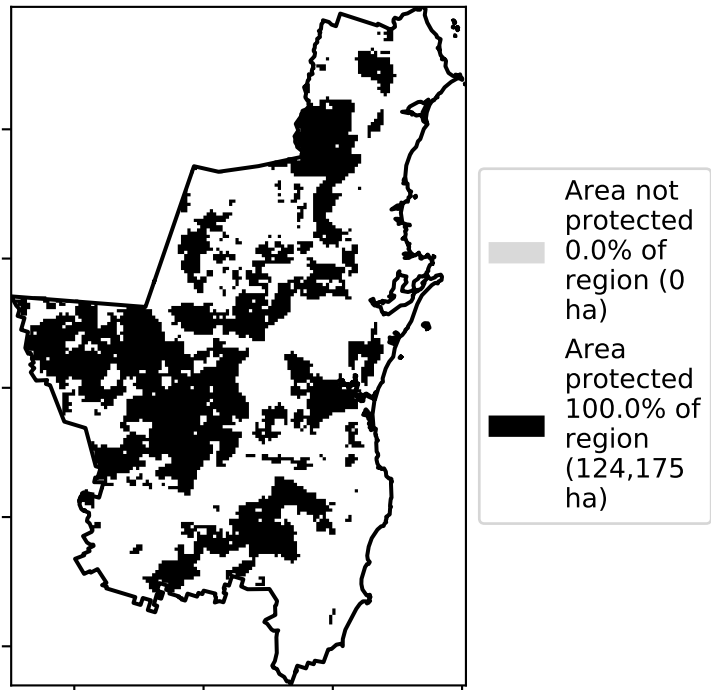 Area not
protected
0.0% of
region (0
ha)
Area
protected
100.0% of
region
(124,175
ha)